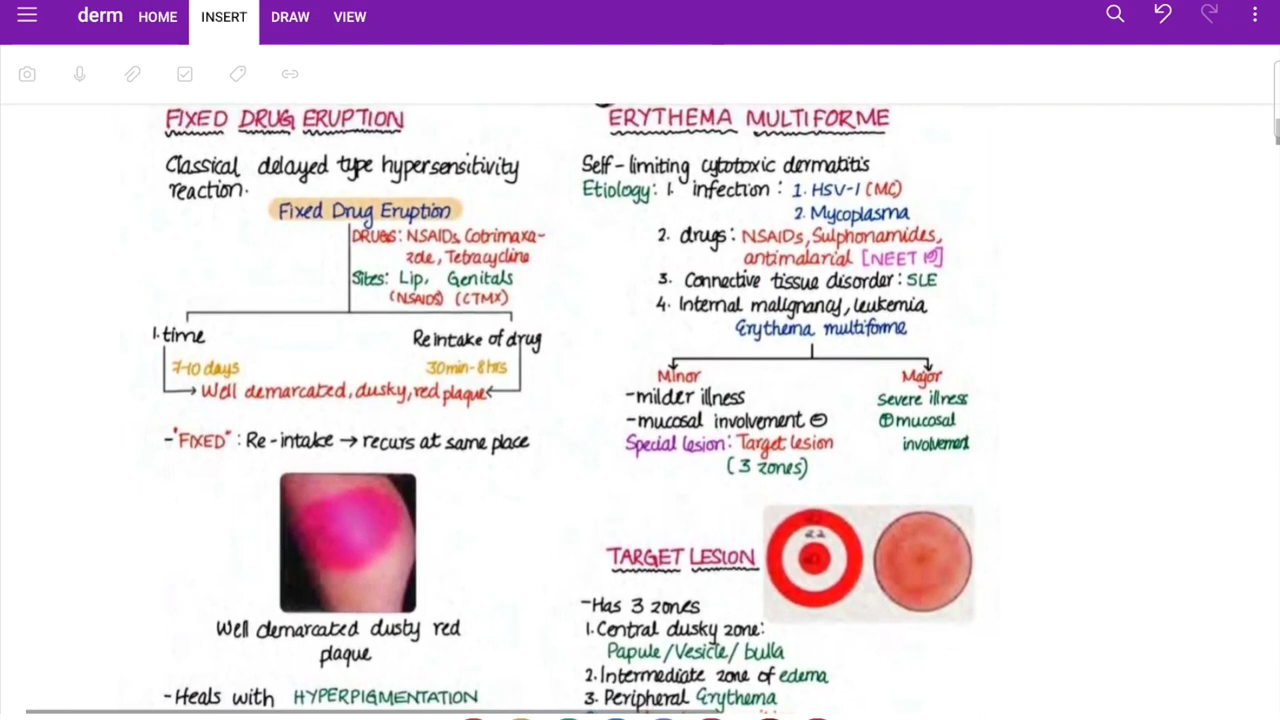 derm HOME INSERT DRAW VIEW
FIXED DRUG ERUPTION
Classical delayed type hypersensitivity
reaction.
Fixed Drug Eruption
DRUGS: NSAIDs, Cotrimaxa-
zole, Tetracycline
Sites: Lip, Genitals
(NSAIDS) (CTMX)
1. time
Reintake of drug
7-10 days
30min-8hrs
Well demarcated, dusky, red plaque
-"FIXED": Re-intake → recurs at same place
Well demarcated dusty red
plaque
-Heals with HYPERPIGMENTATION
ERYTHEMA MULTIFORME
Self-limiting cytotoxic dermatitis
Etiology: 1. infection: 1. HSV-1 (MC)
2. Mycoplasma
2. drugs: NSAIDs, Sulphonamides,
antimalarial [NEET 19]
3. Connective tissue disorder: SLE
4. Internal malignancy, leukemia
Erythema multiforme
Minor
-milder illness
-mucosal involvement ⊖
Special lesion: Target lesion
(3 zones)
Major
Severe illness
⊕ mucosal
involvement
TARGET LESION
-Has 3 zones
1. Central dusky zone:
Papule/Vesicle/bulla
2. Intermediate zone of edema
3. Peripheral Erythema